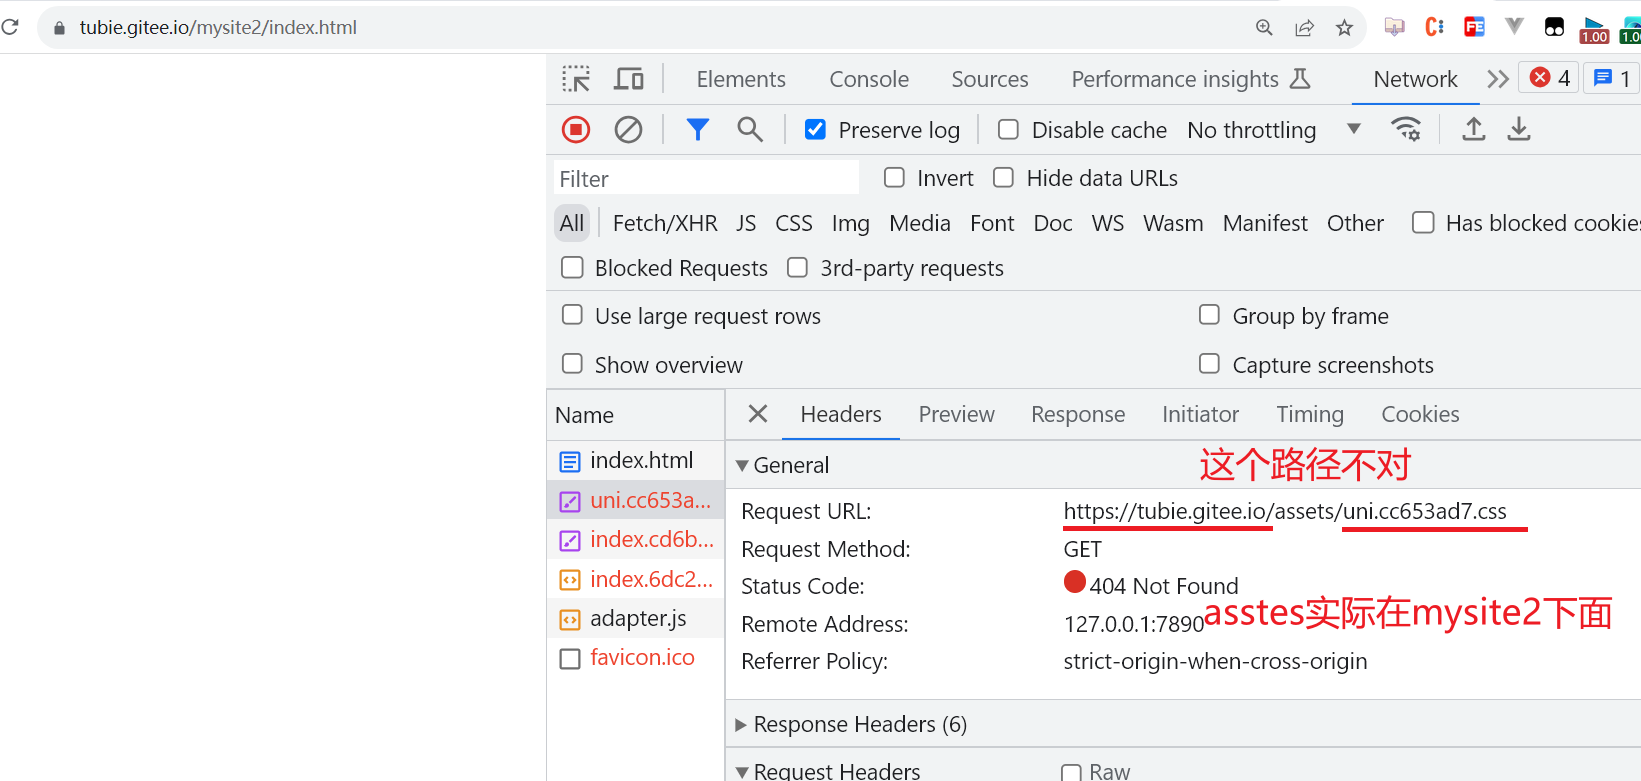 tubie.gitee.io/mysite2/index.html
1.00
1.0
Elements Console Sources Performance insights Network 4 1
Preserve log Disable cache No throttling
Filter Invert Hide data URLs
All Fetch/XHR JS CSS Img Media Font Doc WS Wasm Manifest Other Has blocked cookies
Blocked Requests 3rd-party requests
Use large request rows Group by frame
Show overview Capture screenshots
Name Headers Preview Response Initiator Timing Cookies
index.html
uni.cc653a...
index.cd6b...
index.6dc2...
adapter.js
favicon.ico
General
这个路径不对
Request URL: https://tubie.gitee.io/assets/uni.cc653ad7.css
Request Method: GET
Status Code: 404 Not Found
asstes实际在mysite2下面
Remote Address: 127.0.0.1:7890
Referrer Policy: strict-origin-when-cross-origin
Response Headers (6)
Request Headers Raw